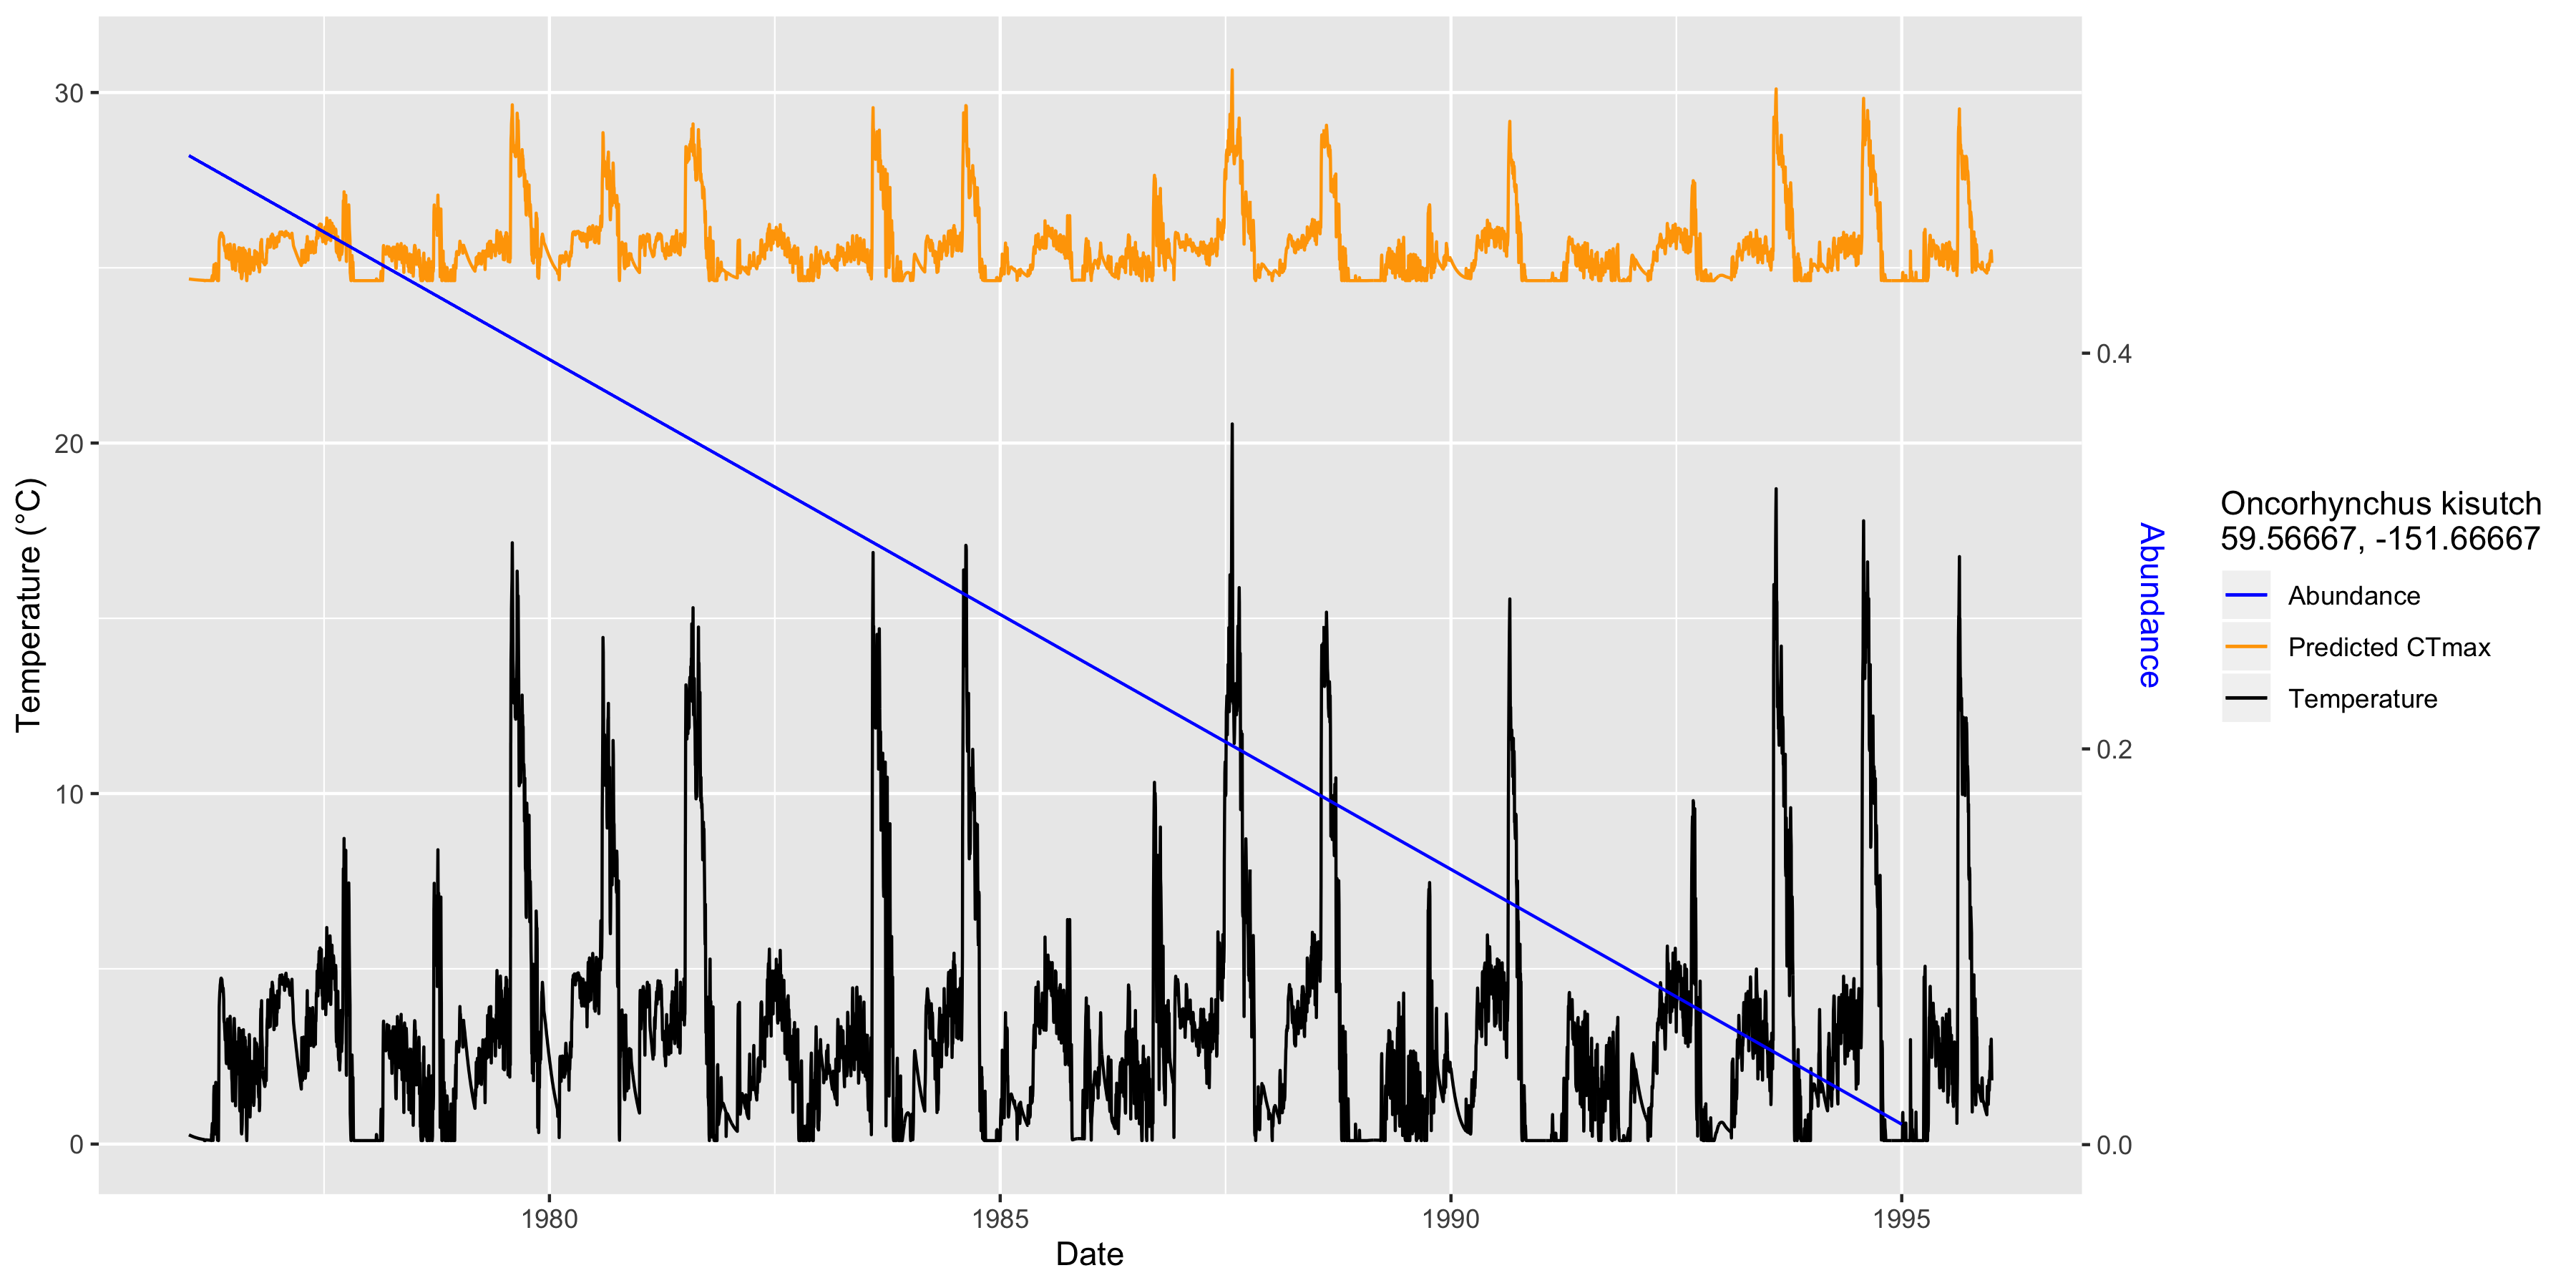 30
20
10
0
Temperature (°C)
1980
1985
1990
1995
Date
0.4
0.2
0.0
Abundance
Oncorhynchus kisutch
59.56667, -151.66667
Abundance
Predicted CTmax
Temperature